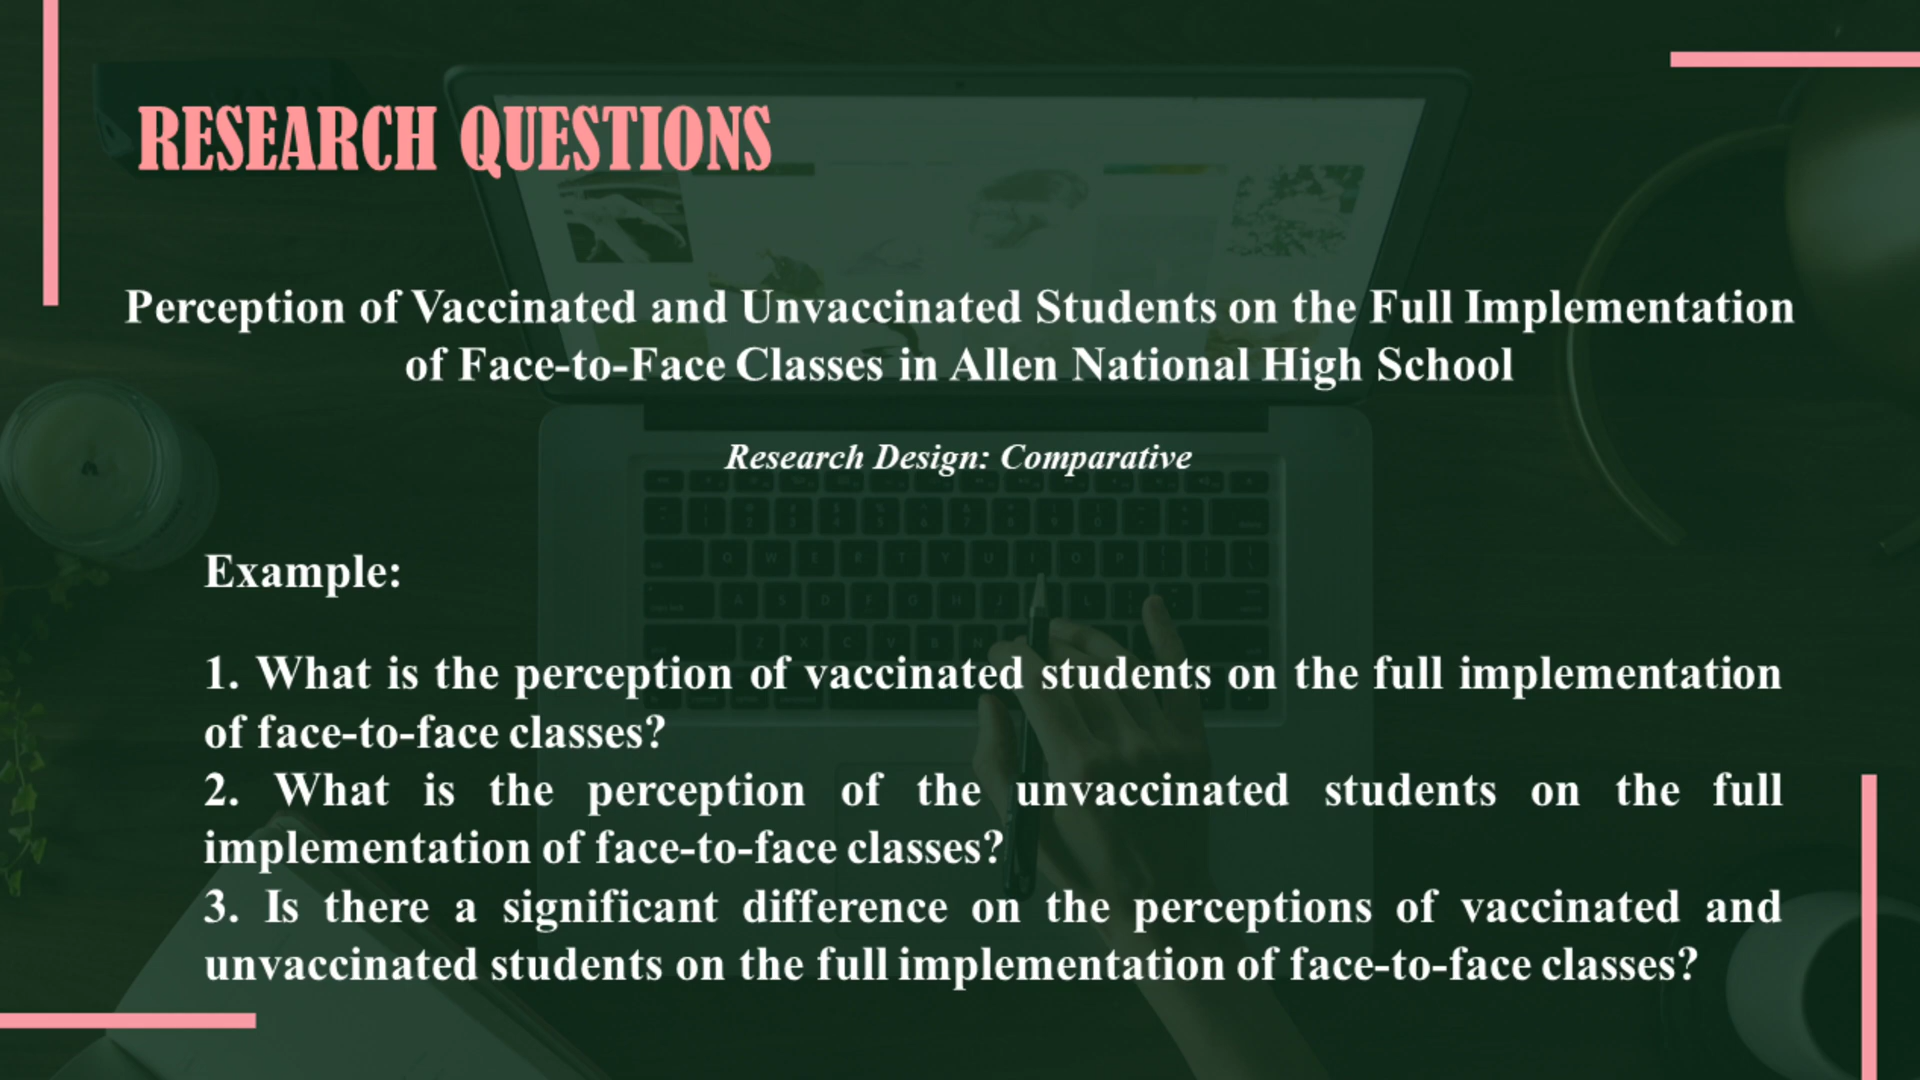 RESEARCH QUESTIONS
Perception of Vaccinated and Unvaccinated Students on the Full Implementation
of Face-to-Face Classes in Allen National High School
Research Design: Comparative
Example:
1. What is the perception of vaccinated students on the full implementation
of face-to-face classes?
2. What is the perception of the unvaccinated students on the full
implementation of face-to-face classes?
3. Is there a significant difference on the perceptions of vaccinated and
unvaccinated students on the full implementation of face-to-face classes?